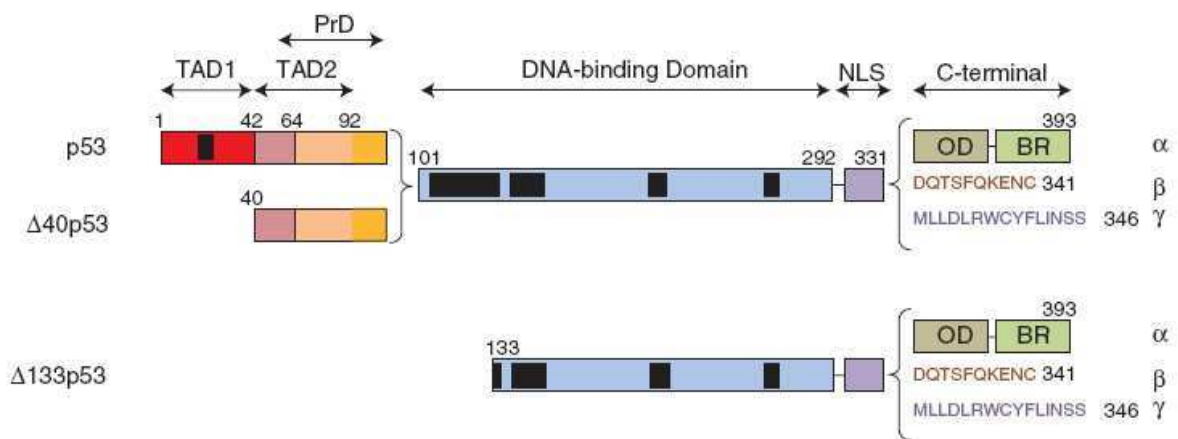 PrD
TAD1 TAD2 DNA-binding Domain NLS C-terminal
1 42 64 92 393
p53 OD BR α
101 292 331
DQTSFQKENC 341 β
40
MLLDLRWCYFLINSS 346 γ
Δ40p53
393
OD BR α
133
Δ133p53 DQTSFQKENC 341 β
MLLDLRWCYFLINSS 346 γ